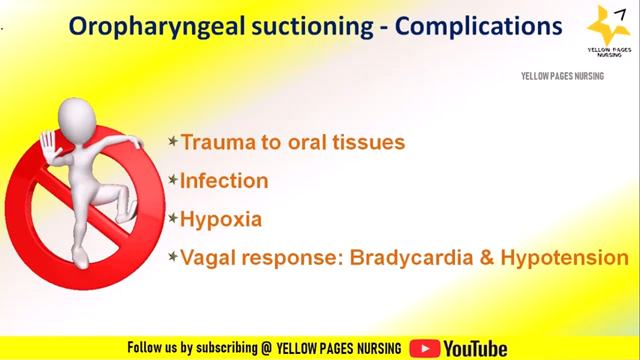 Oropharyngeal suctioning - Complications
YELLOW PAGES
NURSING
YELLOW PAGES NURSING
Trauma to oral tissues
Infection
Hypoxia
Vagal response: Bradycardia & Hypotension
Follow us by subscribing @ YELLOW PAGES NURSING YouTube